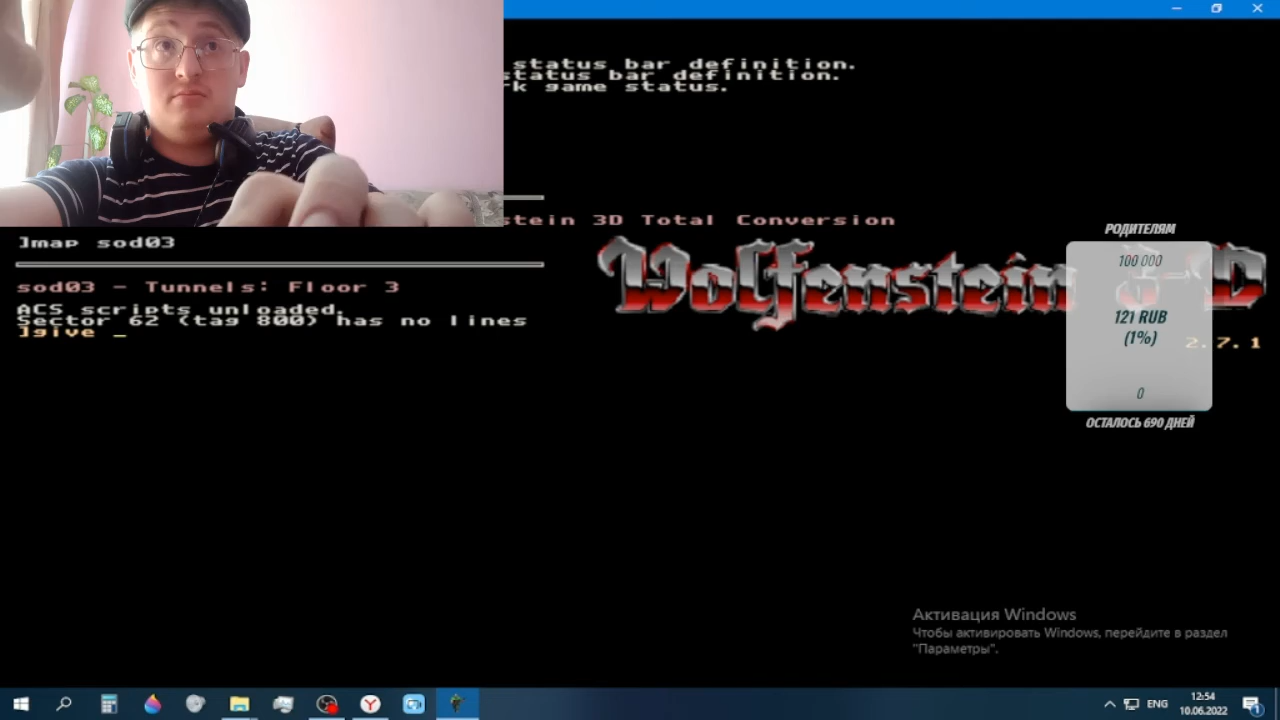 status bar definition.
status bar definition.
rk game status.
stein 3D Total Conversion
]map sod03
sod03 - Tunnels: Floor 3
ACS scripts unloaded.
Sector 62 (tag 800) has no lines
]give _
Wolfenstein 3-D
2.7.1
РОДИТЕЛЯМ
100 000
121 RUB
(1%)
0
ОСТАЛОСЬ 690 ДНЕЙ
Активация Windows
Чтобы активировать Windows, перейдите в раздел
"Параметры".
ENG
12:54
10.06.2022
1